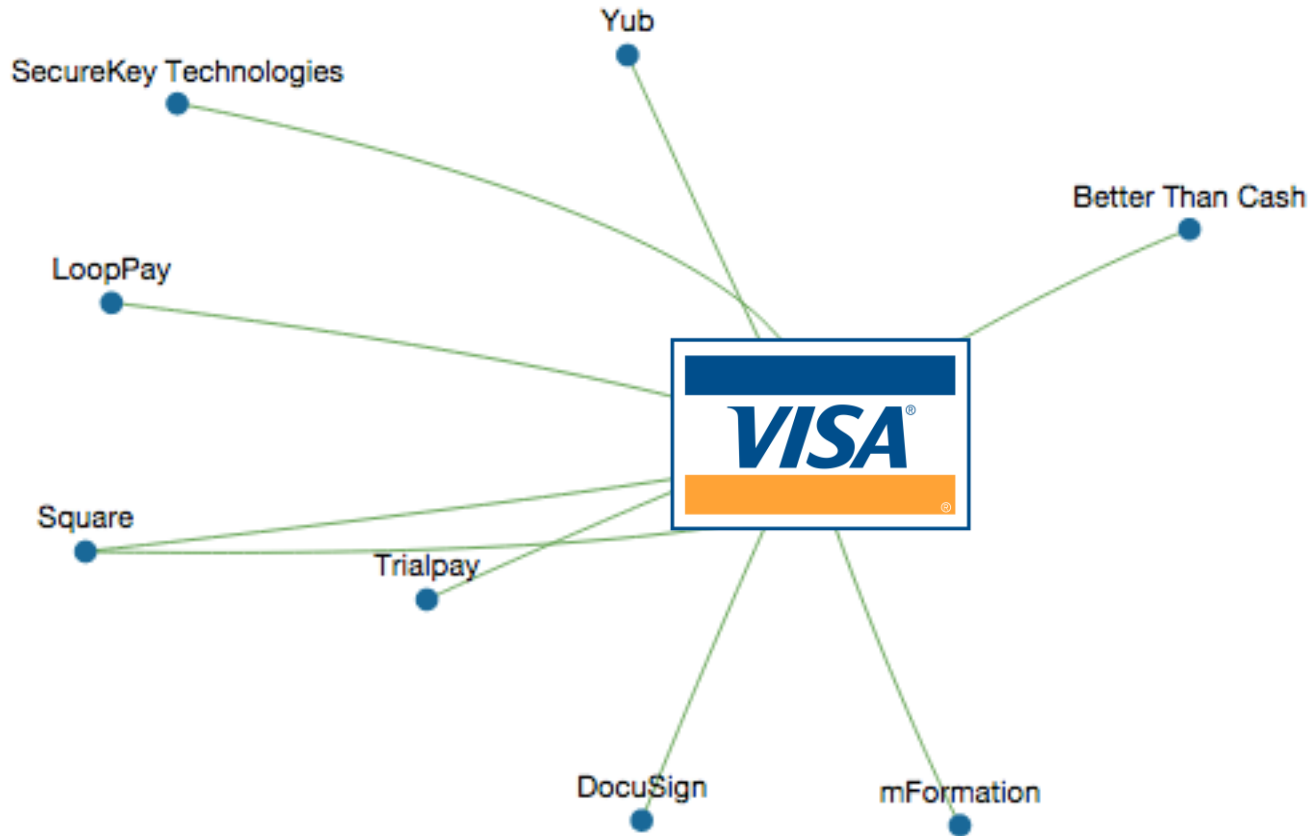 Yub
SecureKey Technologies
Better Than Cash
LoopPay
VISA®
®
Square
Trialpay
DocuSign
mFormation